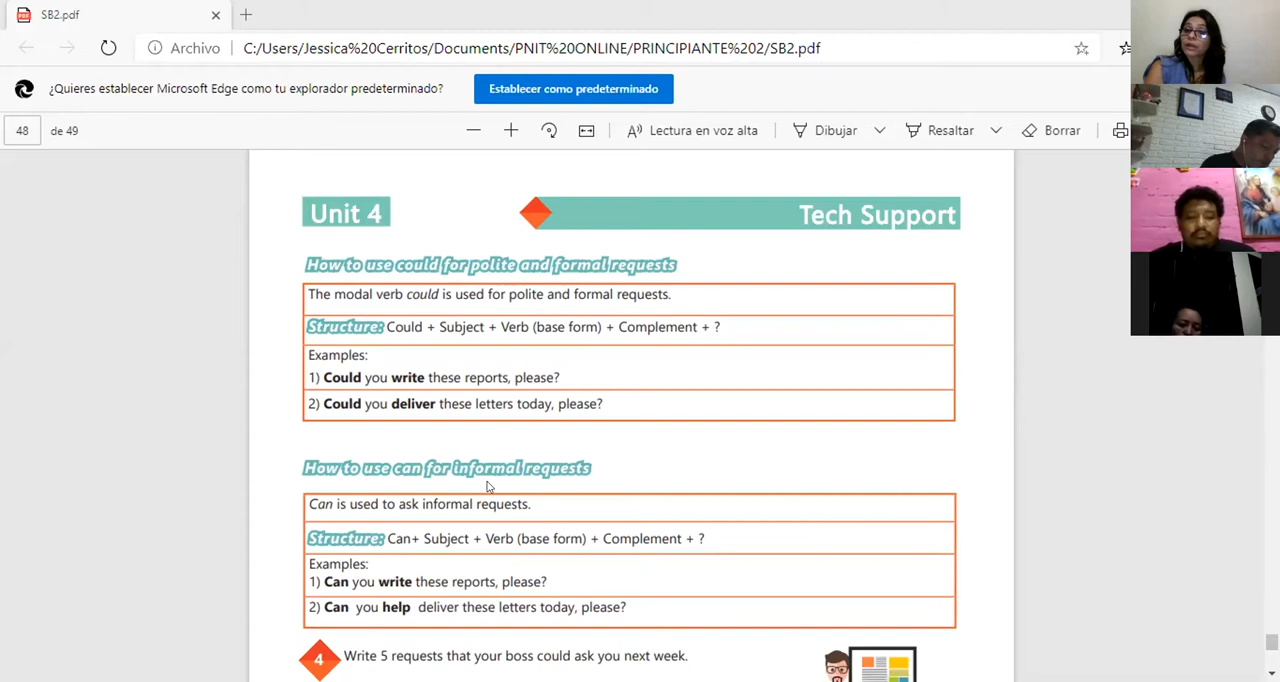 SB2.pdf
Archivo
C:/Users/Jessica%20Cerritos/Documents/PNIT%20ONLINE/PRINCIPIANTE%202/SB2.pdf
¿Quieres establecer Microsoft Edge como tu explorador predeterminado?
Establecer como predeterminado
48 de 49
Lectura en voz alta
Dibujar
Resaltar
Borrar
Unit 4
Tech Support
How to use could for polite and formal requests
The modal verb could is used for polite and formal requests.
Structure: Could + Subject + Verb (base form) + Complement + ?
Examples:
1) Could you write these reports, please?
2) Could you deliver these letters today, please?
How to use can for informal requests
Can is used to ask informal requests.
Structure: Can+ Subject + Verb (base form) + Complement + ?
Examples:
1) Can you write these reports, please?
2) Can you help deliver these letters today, please?
4 Write 5 requests that your boss could ask you next week.